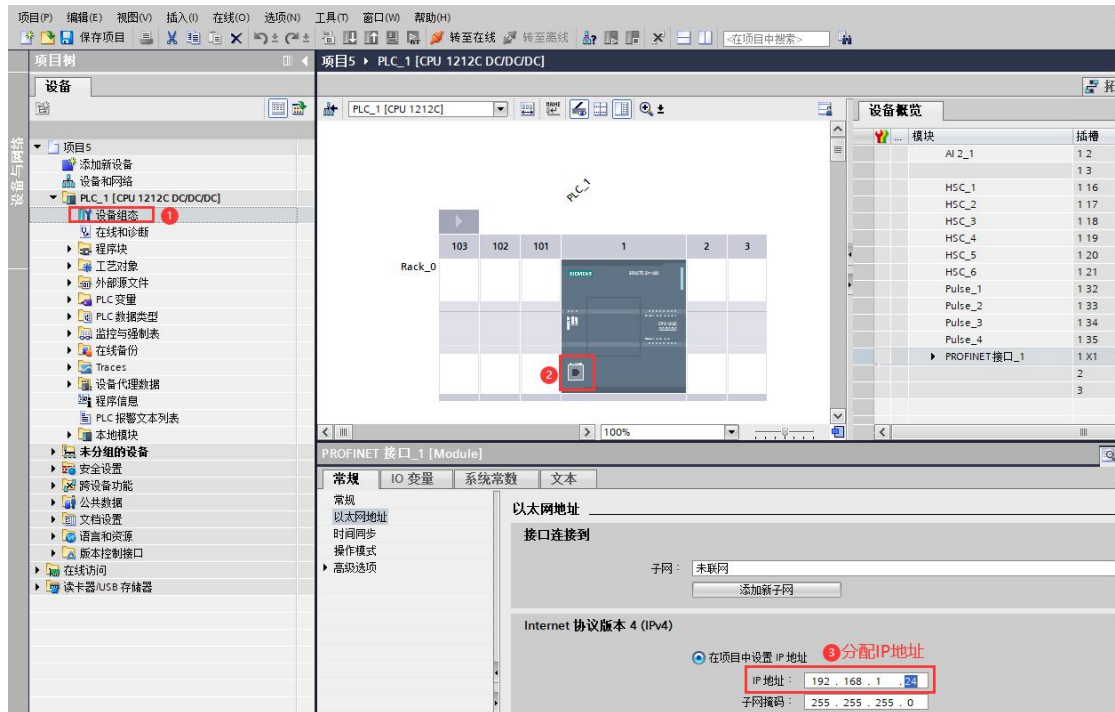 项目(P) 编辑(E) 视图(V) 插入(I) 在线(O) 选项(N) 工具(T) 窗口(W) 帮助(H)
保存项目 转至在线 转至离线 <在项目中搜索>
项目树
项目5 ▸ PLC_1 [CPU 1212C DC/DC/DC]
设备
拓
设备与网络
PLC_1 [CPU 1212C]
设备概览
项目5
添加新设备
设备和网络
PLC_1 [CPU 1212C DC/DC/DC]
设备组态 1
在线和诊断
程序块
工艺对象
外部源文件
PLC 变量
PLC 数据类型
监控与强制表
在线备份
Traces
设备代理数据
程序信息
PLC 报警文本列表
本地模块
未分组的设备
安全设置
跨设备功能
公共数据
文档设置
语言和资源
版本控制接口
在线访问
读卡器/USB 存储器
PLC_1
103 102 101 1 2 3
Rack_0
SIEMENS
2
100%
... 模块 插槽
AI 2_1 1 2
1 3
HSC_1 1 16
HSC_2 1 17
HSC_3 1 18
HSC_4 1 19
HSC_5 1 20
HSC_6 1 21
Pulse_1 1 32
Pulse_2 1 33
Pulse_3 1 34
Pulse_4 1 35
PROFINET接口_1 1 X1
2
3
PROFINET 接口_1 [Module]
常规 IO 变量 系统常数 文本
常规
以太网地址
时间同步
操作模式
高级选项
以太网地址
接口连接到
子网: 未联网
添加新子网
Internet 协议版本 4 (IPv4)
在项目中设置 IP 地址 3分配IP地址
IP 地址: 192 . 168 . 1 . 24
子网掩码: 255 . 255 . 255 . 0